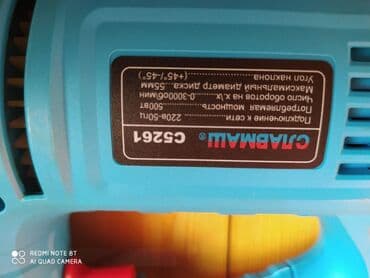 СЛАВМАШ® С5261
Подключение к сети ......... 220в-50гц
Потребляемая мощность ......... 500вт
Число оборотов на х/х ......... 0-3000об/мин
Максимальный диаметр диска ...55мм
Угол наклона ......... (+45°/-45°)
REDMI NOTE 8T
AI QUAD CAMERA